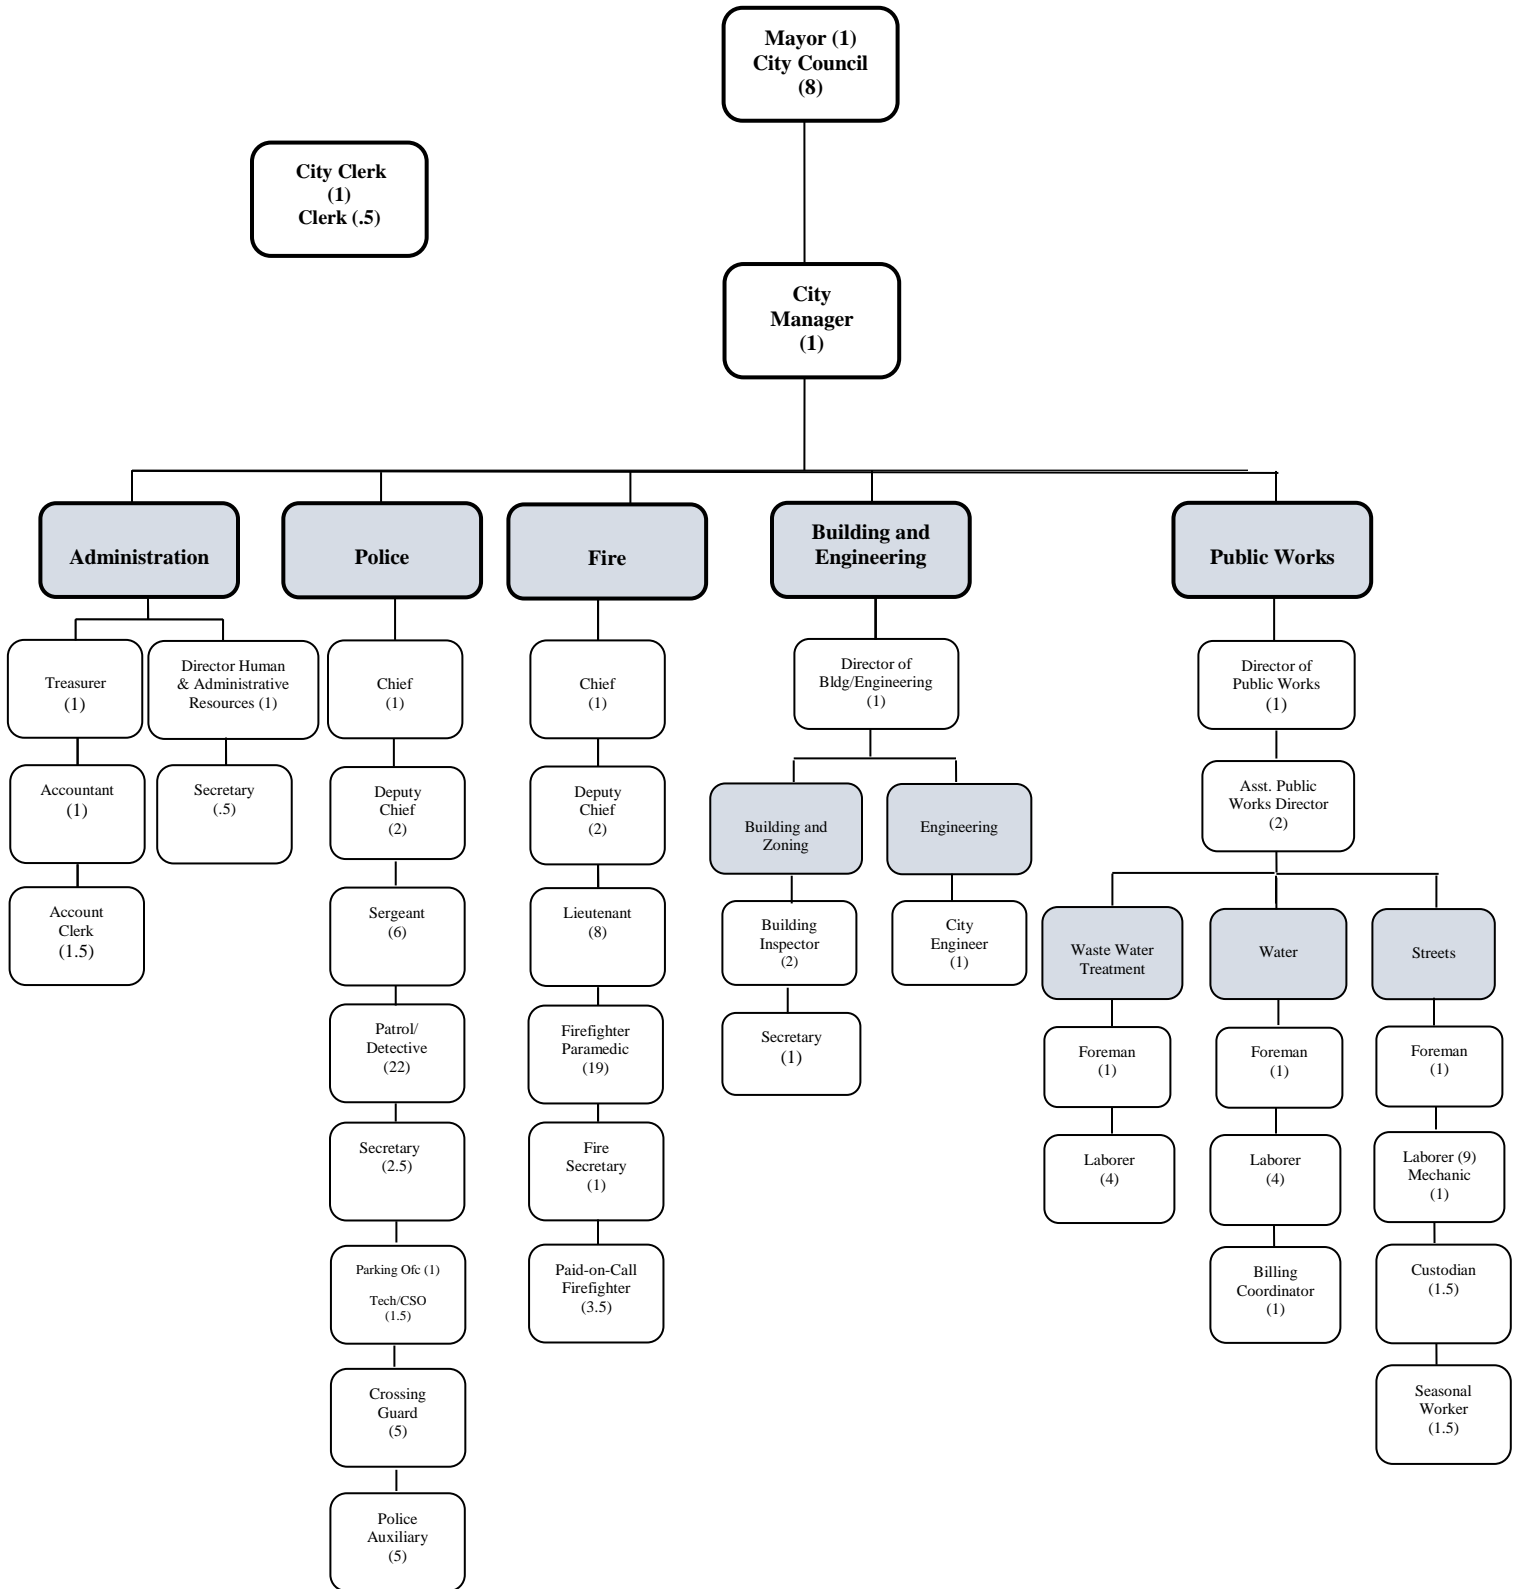 Mayor (1)
City Council
(8)
City Clerk
(1)
Clerk (.5)
City
Manager
(1)
Administration
Police
Fire
Building and
Engineering
Public Works
Treasurer
(1)
Director Human
& Administrative
Resources (1)
Accountant
(1)
Secretary
(.5)
Account
Clerk
(1.5)
Chief
(1)
Deputy
Chief
(2)
Sergeant
(6)
Patrol/
Detective
(22)
Secretary
(2.5)
Parking Ofc (1)
Tech/CSO
(1.5)
Crossing
Guard
(5)
Police
Auxiliary
(5)
Chief
(1)
Deputy
Chief
(2)
Lieutenant
(8)
Firefighter
Paramedic
(19)
Fire
Secretary
(1)
Paid-on-Call
Firefighter
(3.5)
Director of
Bldg/Engineering
(1)
Building and
Zoning
Engineering
Building
Inspector
(2)
Secretary
(1)
City
Engineer
(1)
Director of
Public Works
(1)
Asst. Public
Works Director
(2)
Waste Water
Treatment
Water
Streets
Foreman
(1)
Laborer
(4)
Foreman
(1)
Laborer
(4)
Billing
Coordinator
(1)
Foreman
(1)
Laborer (9)
Mechanic
(1)
Custodian
(1.5)
Seasonal
Worker
(1.5)